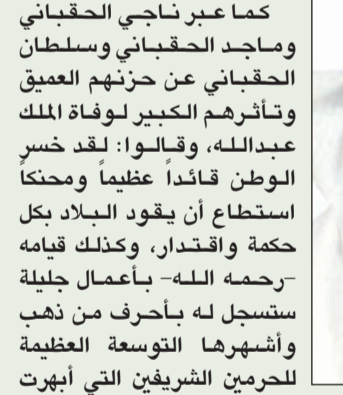 كما عبر ناجي الحقباني
وماجد الحقباني وسلطان
الحقباني عن حزنهم العميق
وتأثرهم الكبير لوفاة الملك
عبدالله، وقالوا: لقد خسر
الوطن قائداً عظيماً ومحنكاً
استطاع أن يقود البلاد بكل
حكمة واقتدار، وكذلك قيامه
-رحمه الله- بأعمال جليلة
ستسجل له بأحرف من ذهب
وأشهرها التوسعة العظيمة
للحرمين الشريفين التي أبهرت